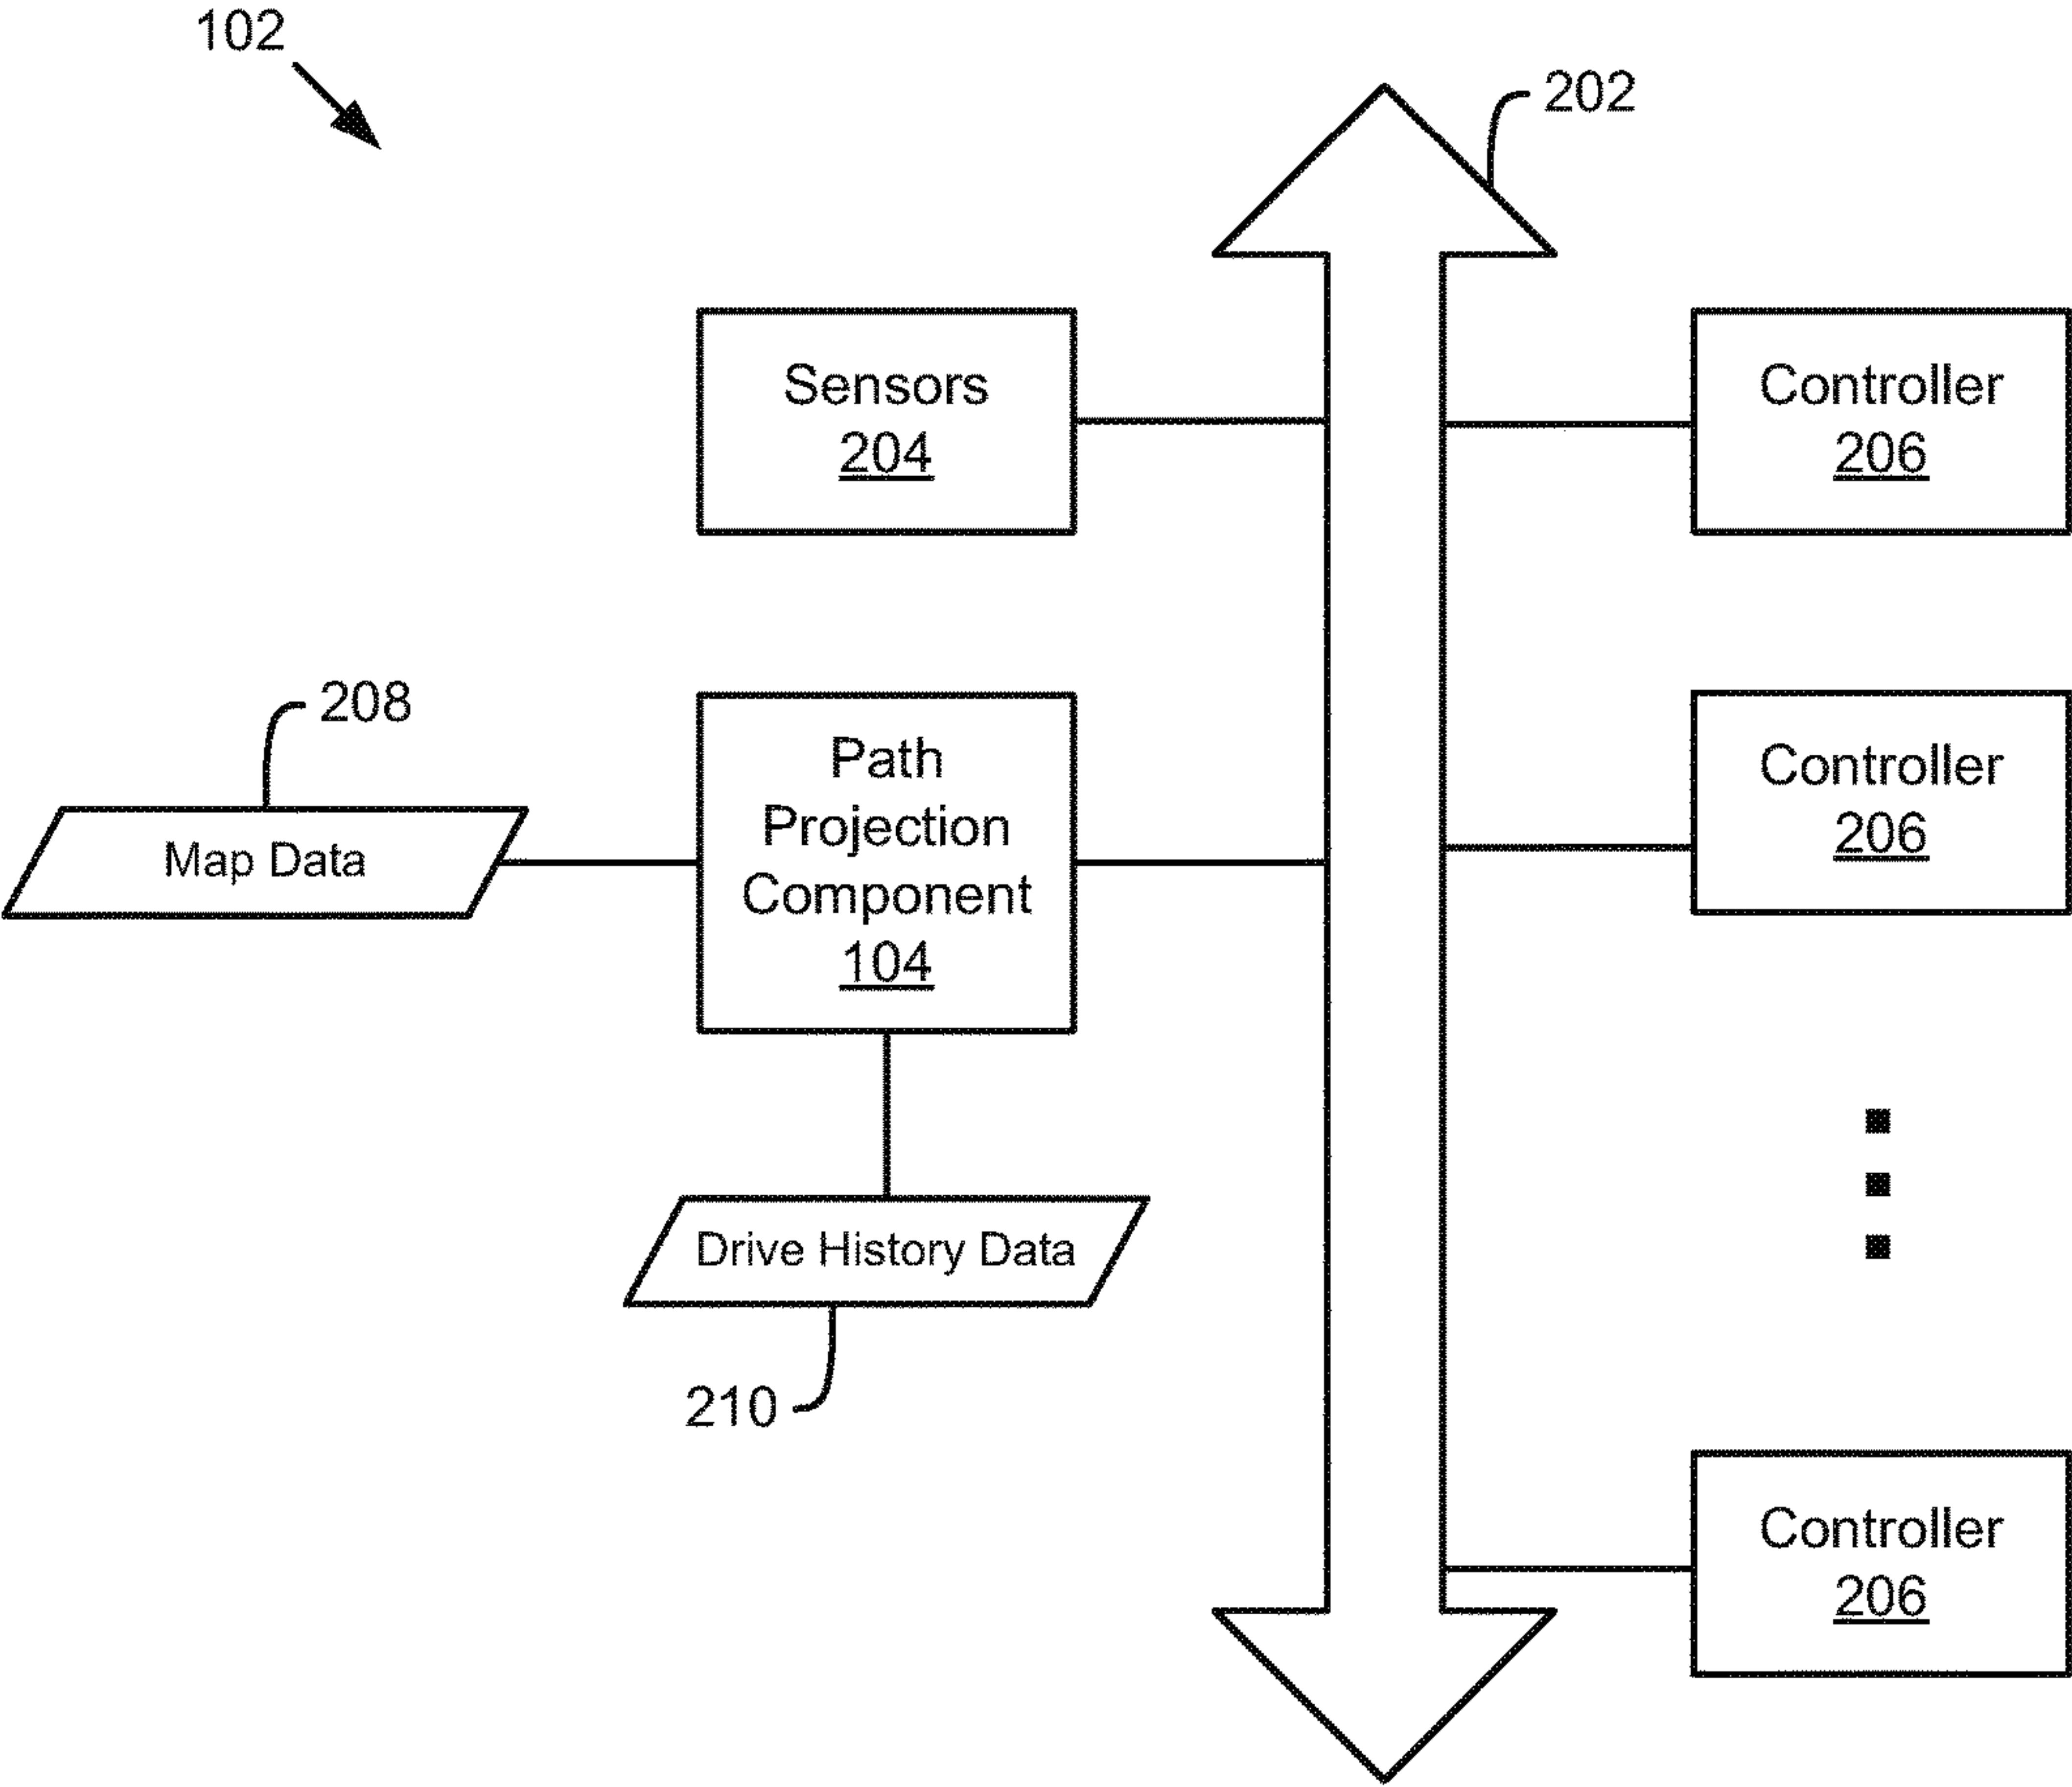 102
202
Sensors
204
Controller
206
208
Map Data
Path
Projection
Component
104
Controller
206
Drive History Data
210
Controller
206